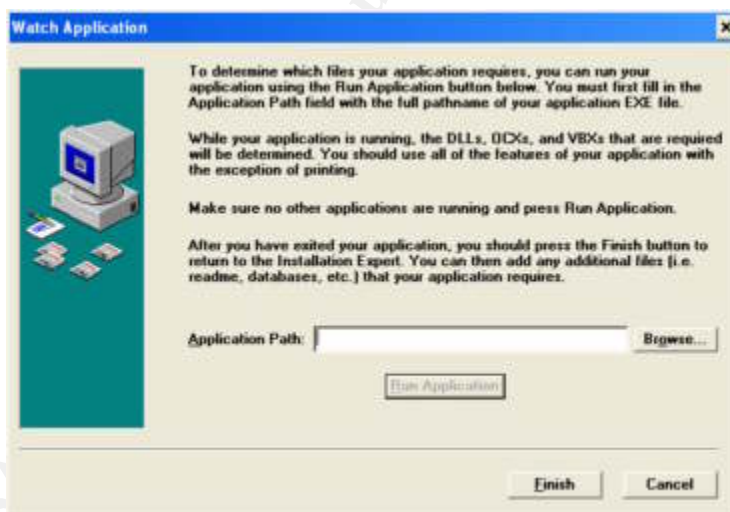 Watch Application
To determine which files your application requires, you can run your
application using the Run Application button below. You must first fill in the
Application Path field with the full pathname of your application EXE file.
While your application is running, the DLLs, OCXs, and VBXs that are required
will be determined. You should use all of the features of your application with
the exception of printing.
Make sure no other applications are running and press Run Application.
After you have exited your application, you should press the Finish button to
return to the Installation Expert. You can then add any additional files (i.e.
readme, databases, etc.) that your application requires.
Application Path:
Browse...
Run Application
Finish
Cancel